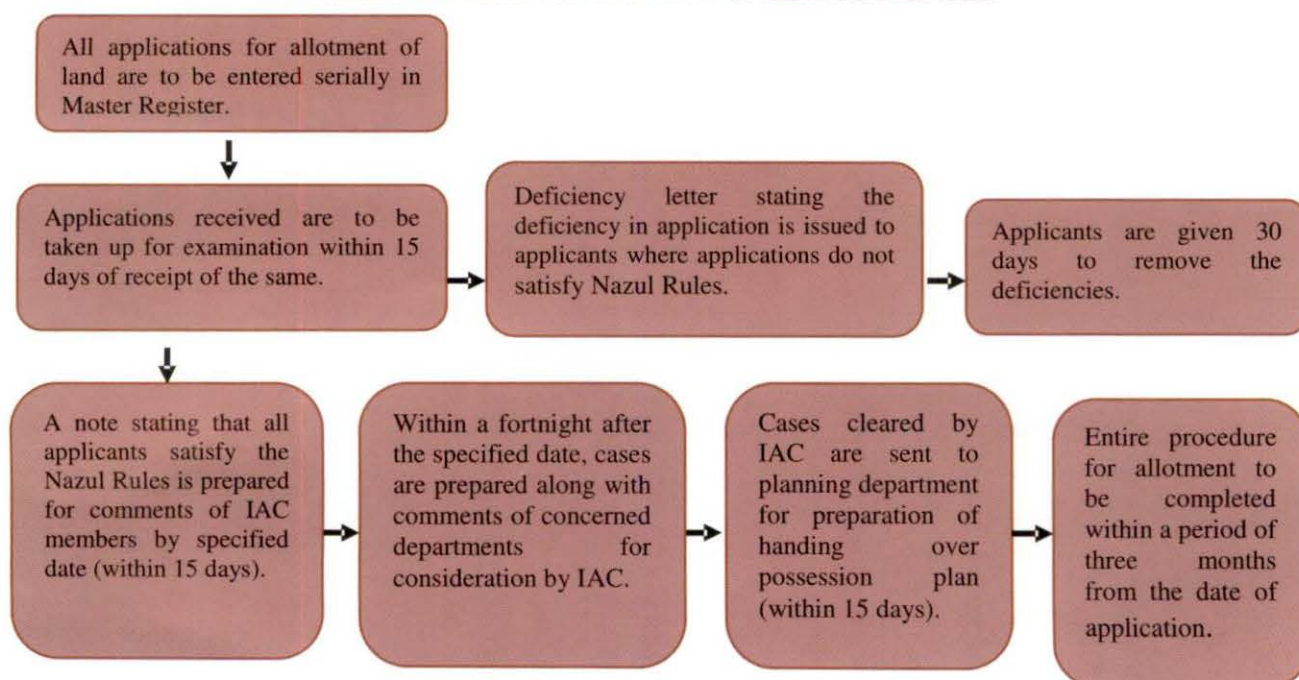 All applications for allotment of
land are to be entered serially in
Master Register.
Applications received are to be
taken up for examination within 15
days of receipt of the same.
Deficiency letter stating the
deficiency in application is issued to
applicants where applications do not
satisfy Nazul Rules.
Applicants are given 30
days to remove the
deficiencies.
A note stating that all
applicants satisfy the
Nazul Rules is prepared
for comments of IAC
members by specified
date (within 15 days).
Within a fortnight after
the specified date, cases
are prepared along with
comments of concerned
departments for
consideration by IAC.
Cases cleared by
IAC are sent to
planning department
for preparation of
handing over
possession plan
(within 15 days).
Entire procedure
for allotment to
be completed
within a period of
three months
from the date of
application.